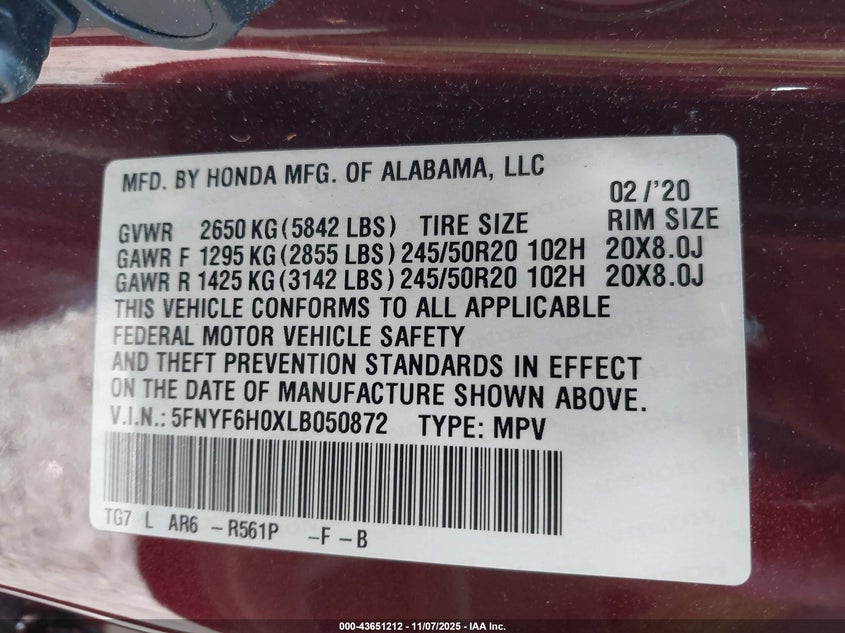 MFD. BY HONDA MFG. OF ALABAMA, LLC
02/'20
GVWR 2650 KG (5842 LBS) TIRE SIZE RIM SIZE
GAWR F 1295 KG (2855 LBS) 245/50R20 102H 20X8.0J
GAWR R 1425 KG (3142 LBS) 245/50R20 102H 20X8.0J
THIS VEHICLE CONFORMS TO ALL APPLICABLE
FEDERAL MOTOR VEHICLE SAFETY
AND THEFT PREVENTION STANDARDS IN EFFECT
ON THE DATE OF MANUFACTURE SHOWN ABOVE.
V.I.N.: 5FNYF6H0XLB050872 TYPE: MPV
TG7 L AR6 -R561P -F -B
000-43651212 - 11/07/2025 - IAA Inc.